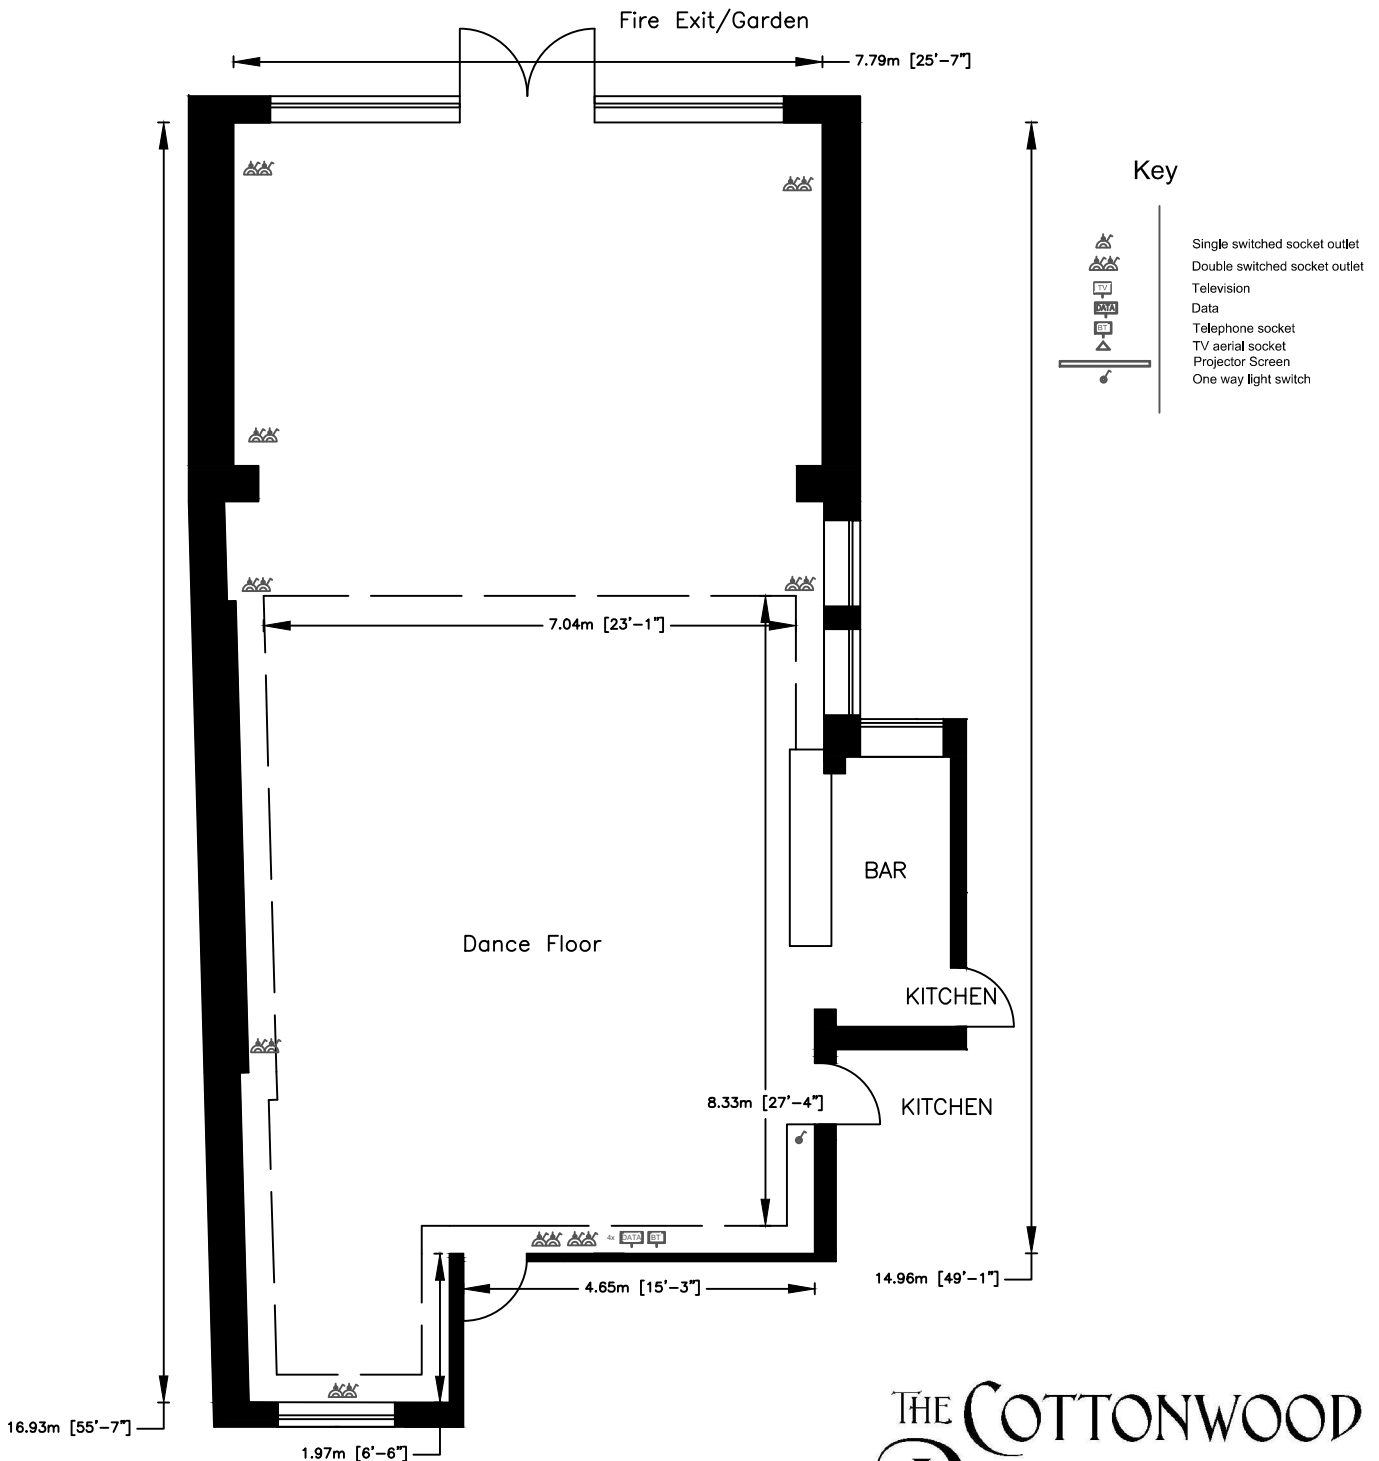 Fire Exit/Garden
7.79m [25'-7"]
Key
Single switched socket outlet
Double switched socket outlet
TV
Television
DATA
Data
BT
Telephone socket
TV aerial socket
Projector Screen
One way light switch
7.04m [23'-1"]
BAR
Dance Floor
KITCHEN
8.33m [27'-4"]
KITCHEN
4x DATA BT
14.96m [49'-1"]
4.65m [15'-3"]
16.93m [55'-7"]
1.97m [6'-6"]
THE COTTONWOOD